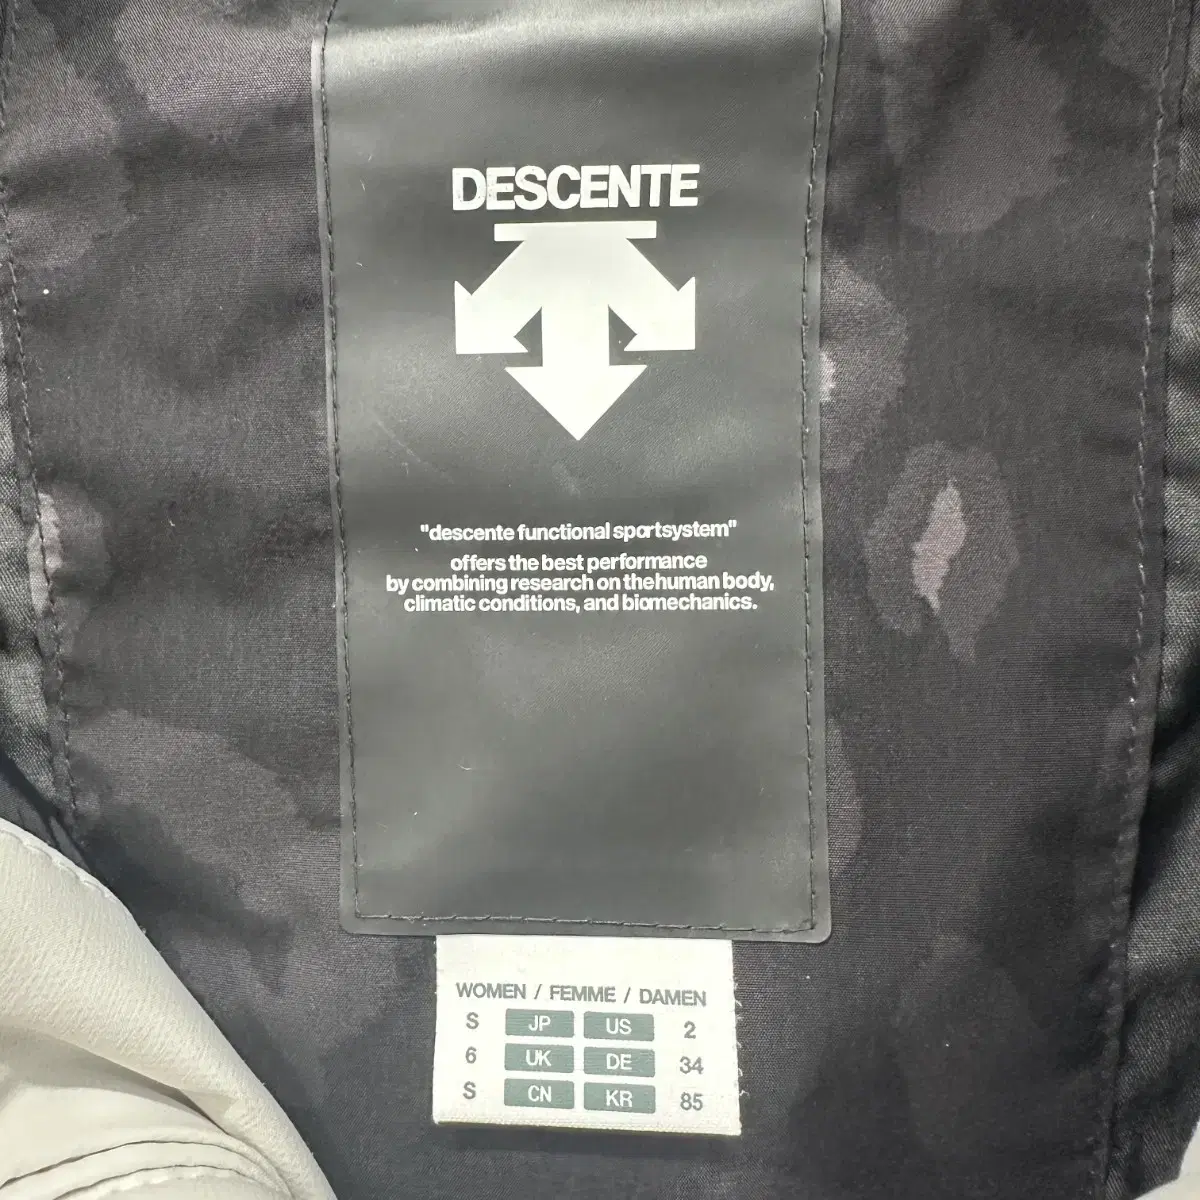 DESCENTE
"descente functional sportsystem"
offers the best performance
by combining research on thehuman body,
climatic conditions, and biomechanics.
WOMEN / FEMME / DAMEN
S JP US 2
6 UK DE 34
S CN KR 85